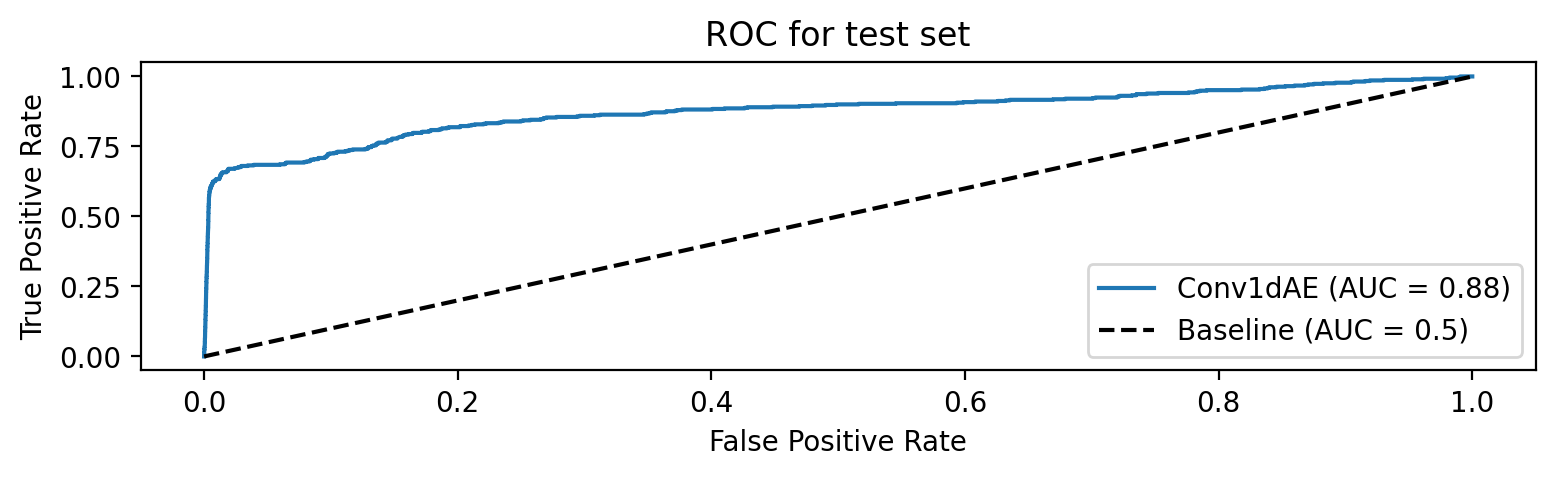 ROC for test set
True Positive Rate
1.00
0.75
0.50
0.25
0.00
Conv1dAE (AUC = 0.88)
Baseline (AUC = 0.5)
0.0 0.2 0.4 0.6 0.8 1.0
False Positive Rate